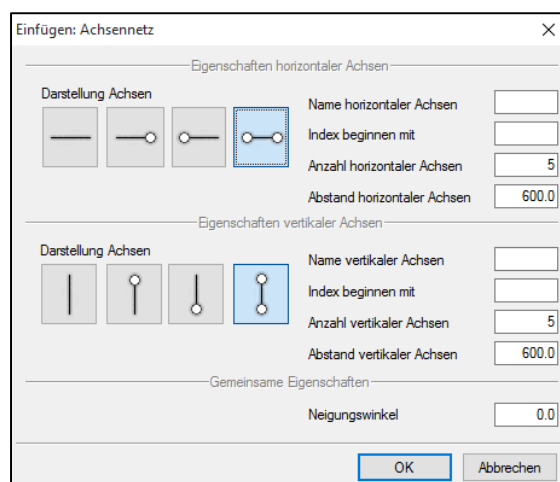 Einfügen: Achsennetz
Eigenschaften horizontaler Achsen
Darstellung Achsen
Name horizontaler Achsen
Index beginnen mit
Anzahl horizontaler Achsen 5
Abstand horizontaler Achsen 600.0
Eigenschaften vertikaler Achsen
Darstellung Achsen
Name vertikaler Achsen
Index beginnen mit
Anzahl vertikaler Achsen 5
Abstand vertikaler Achsen 600.0
Gemeinsame Eigenschaften
Neigungswinkel 0.0
OK Abbrechen